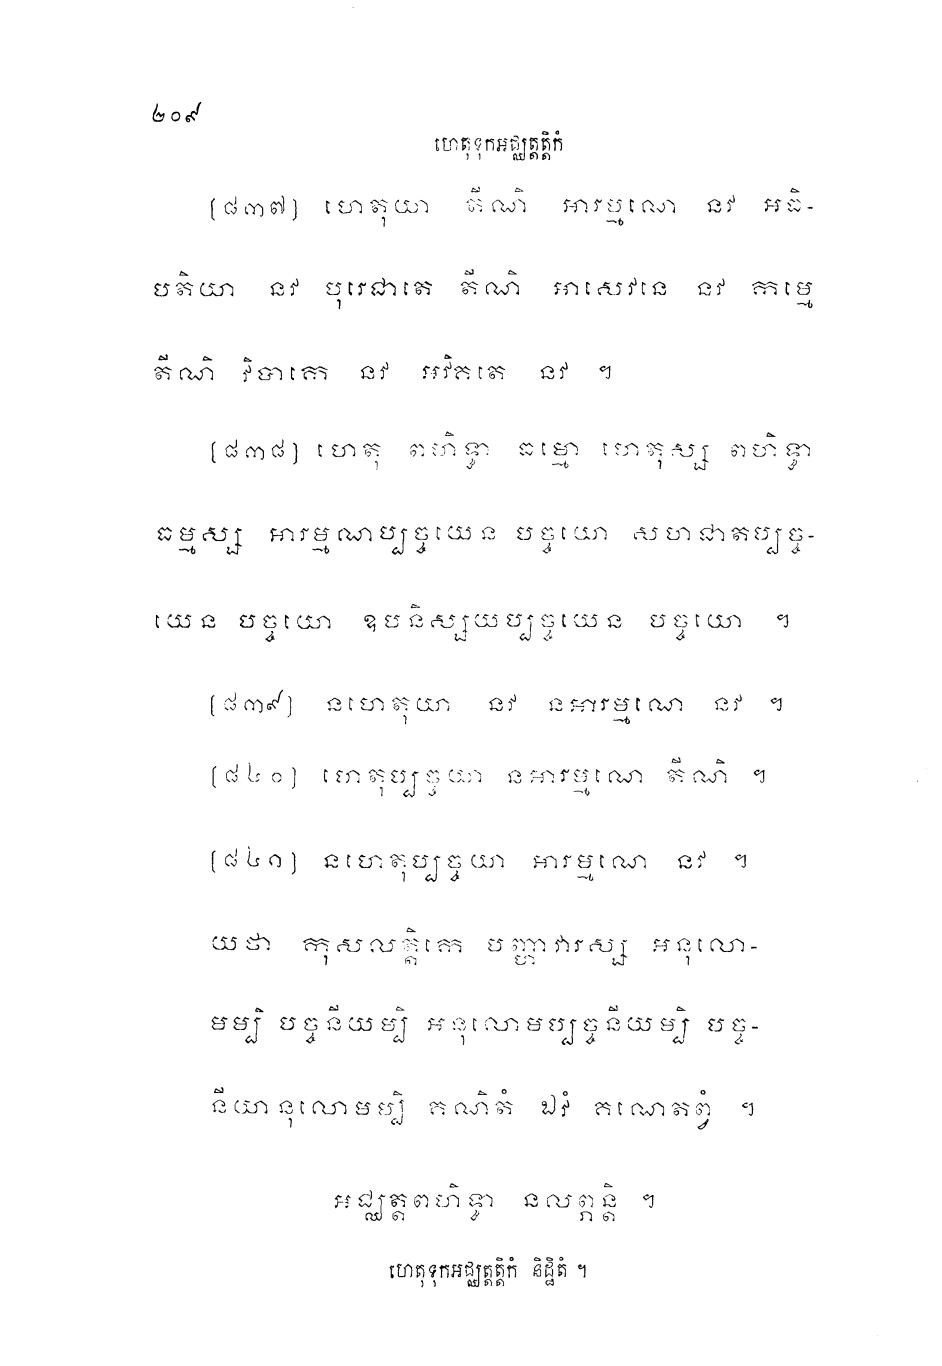 ២០៩
ហេតុទុកអជ្ឈត្តត្តិកំ
[៨៣៧] ហេតុយា តីណិ អារម្មណេ នវ អធិ-
បតិយា នវ បុរេជាតេ តីណិ អាសេវនេ នវ កម្មេ
តីណិ វិបាកេ នវ អវិគតេ នវ ។
[៨៣៨] ហេតុ ពហិទ្ធា ធម្មោ ហេតុស្ស ពហិទ្ធា
ធម្មស្ស អារម្មណប្បច្ចយេន បច្ចយោ សហជាតប្បច្ច-
យេន បច្ចយោ ឧបនិស្សយប្បច្ចយេន បច្ចយោ ។
[៨៣៩] នហេតុយា នវ នអារម្មណេ នវ ។
[៨៤០] ហេតុប្បច្ចយា នអារម្មណេ តីណិ ។
[៨៤១] នហេតុប្បច្ចយា អារម្មណេ នវ ។
យថា កុសលត្តិកេ បញ្ហាវារស្ស អនុលោ-
មម្បិ បច្ចនីយម្បិ អនុលោមប្បច្ចនីយម្បិ បច្ច-
នីយានុលោមម្បិ គណិតំ ឯវំ គណេតព្វំ ។
អជ្ឈត្តពហិទ្ធា នលព្ភន្តិ ។
ហេតុទុកអជ្ឈត្តត្តិកំ និដ្ឋិតំ ។